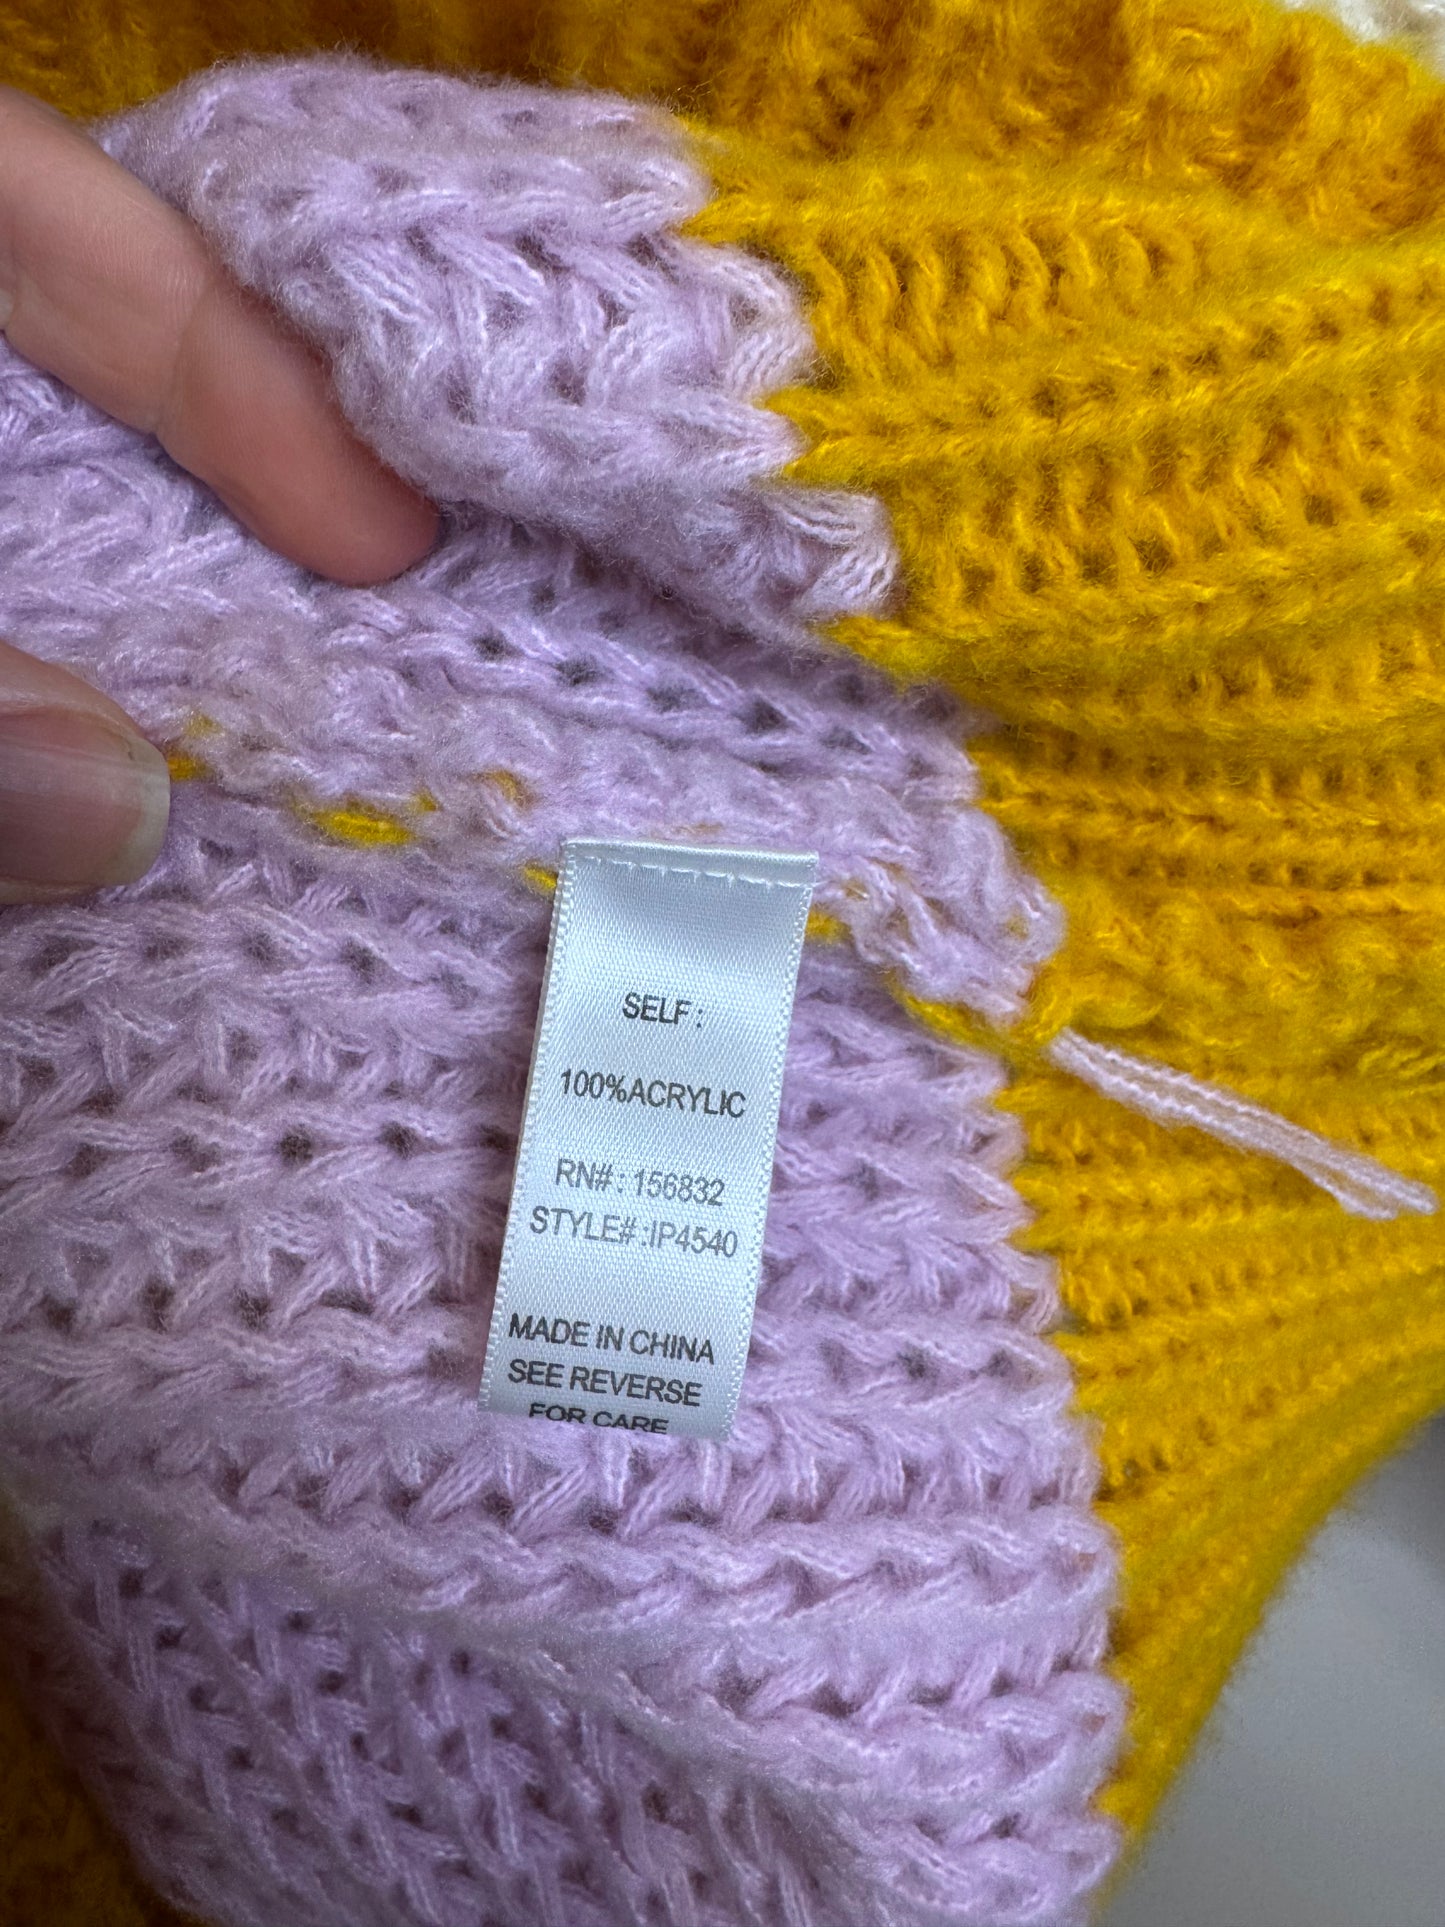 SELF :
100%ACRYLIC
RN# : 156832
STYLE# :IP4540
MADE IN CHINA
SEE REVERSE
FOR CARE